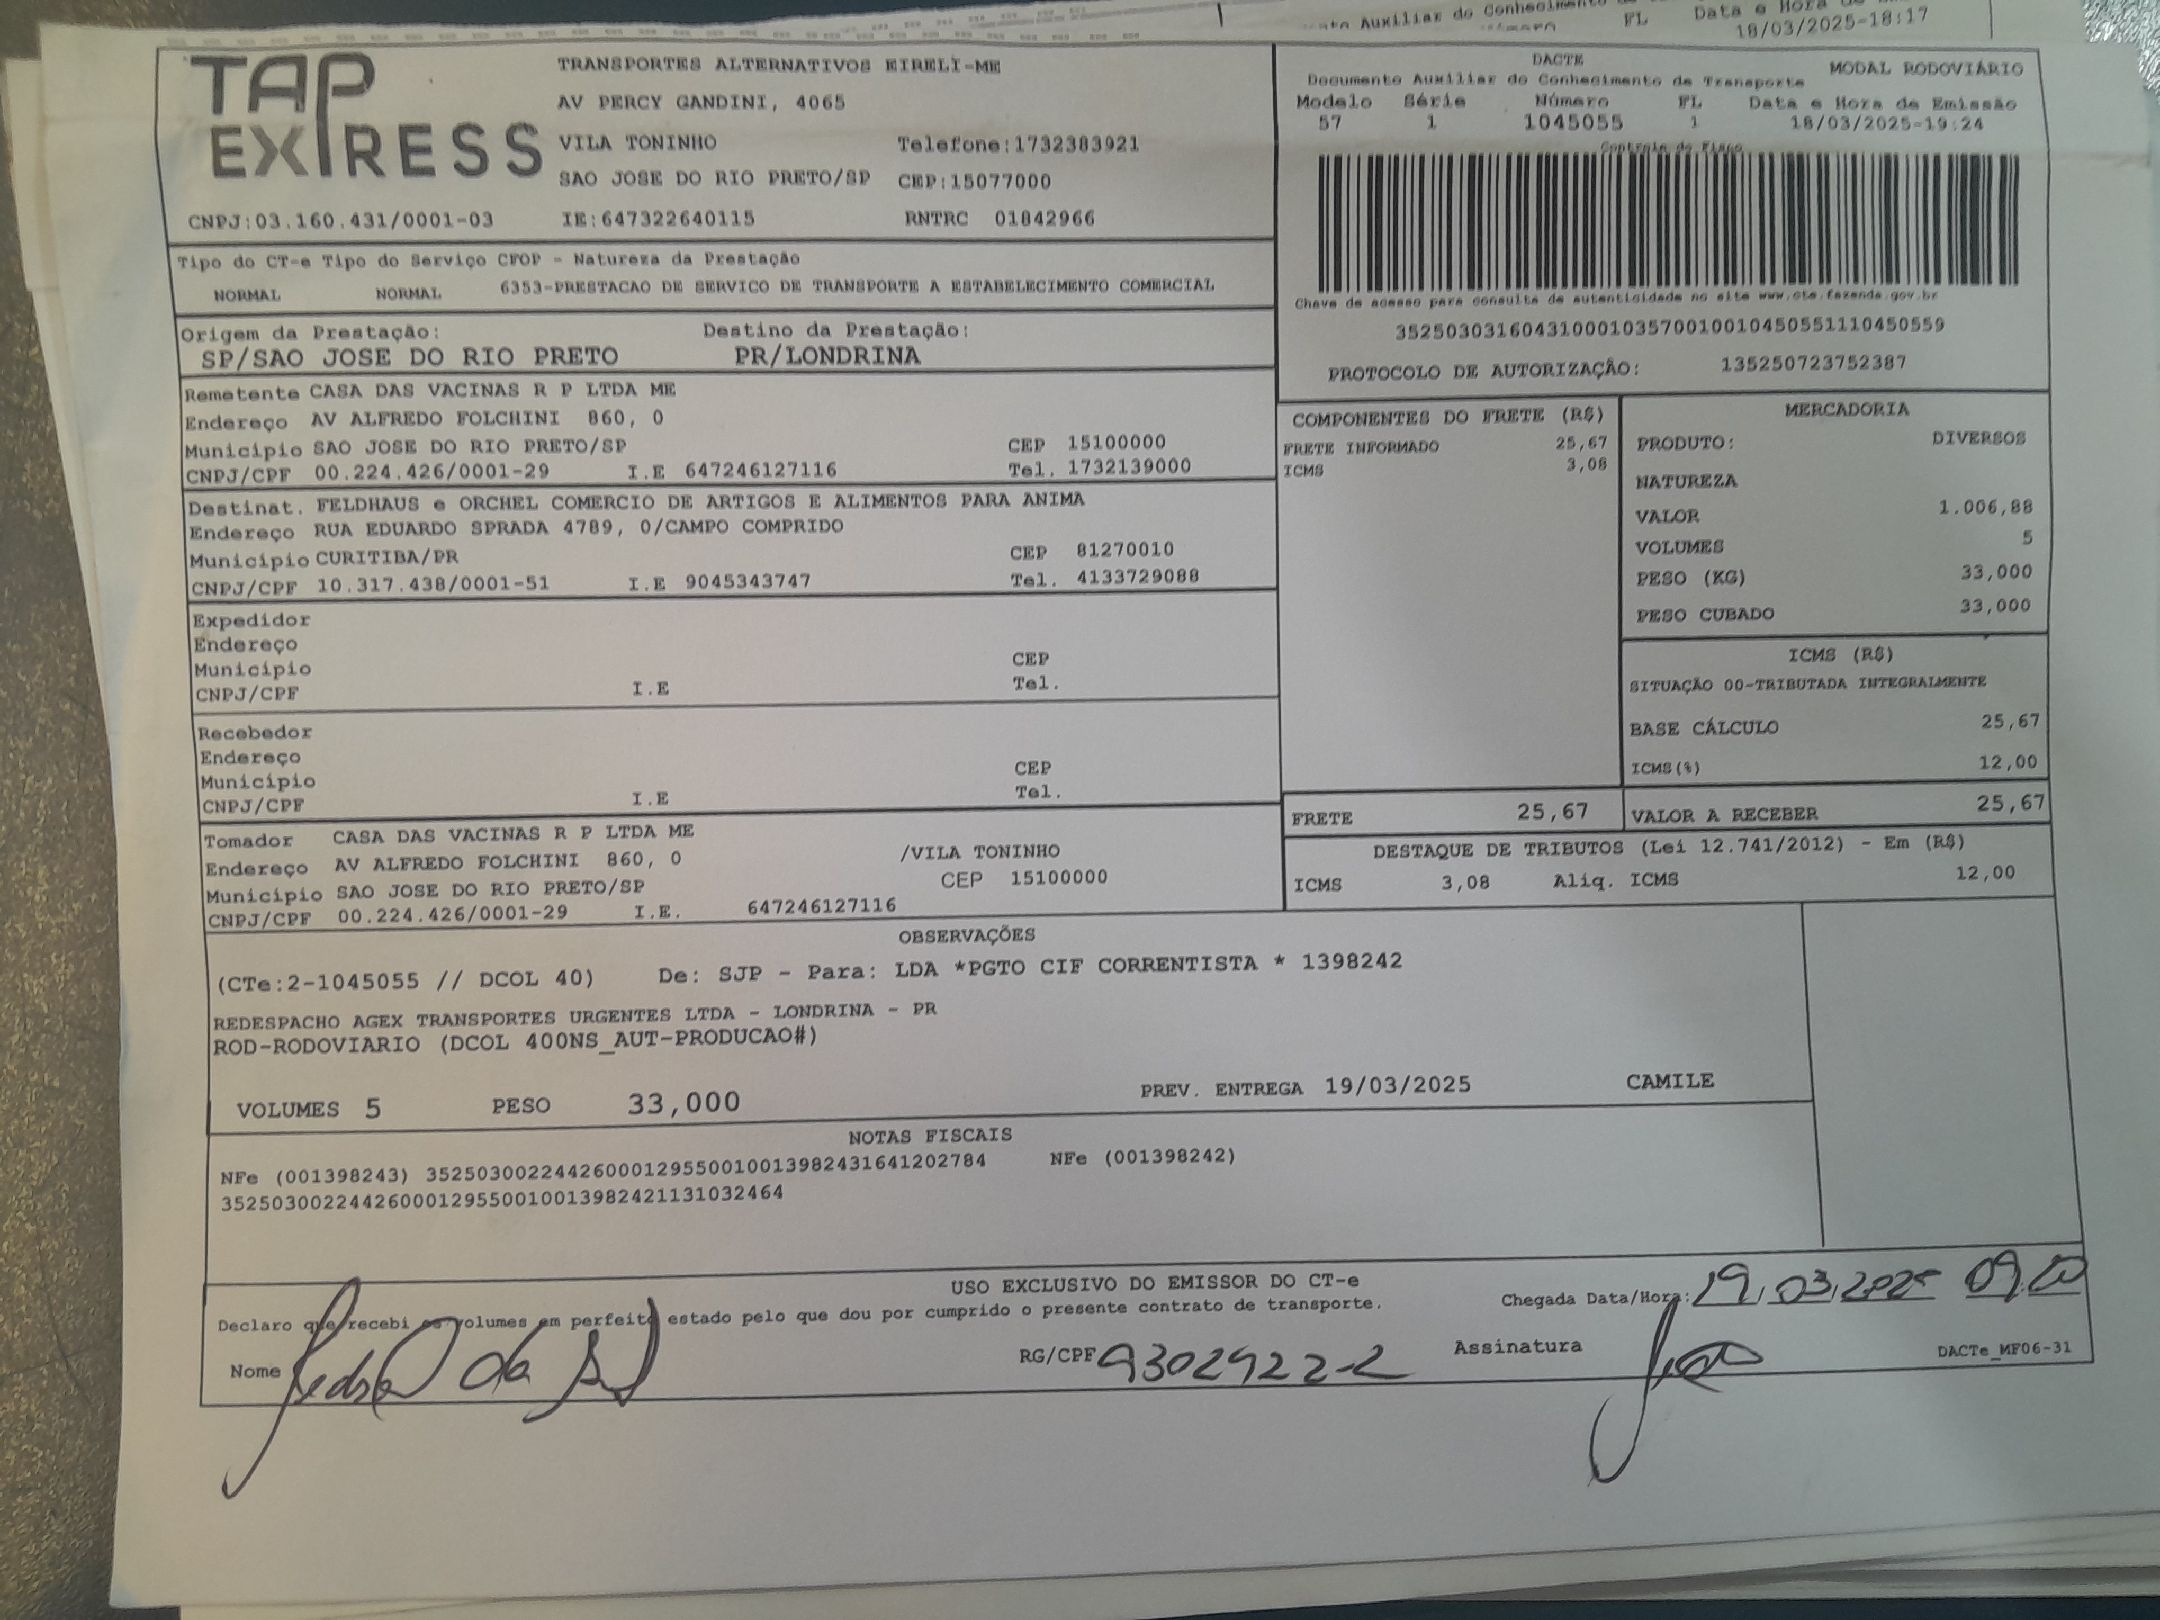 Data e Hora de
18/03/2025-18:17
TAP EXPRESS
TRANSPORTES ALTERNATIVOS EIRELI-ME
AV PERCY GANDINI, 4065
VILA TONINHO Telefone:1732383921
SAO JOSE DO RIO PRETO/SP CEP:15077000
CNPJ:03.160.431/0001-03 IE:647322640115 RNTRC 01842966
DACTE MODAL RODOVIÁRIO
Documento Auxiliar do Conhecimento de Transporte
Modelo Série Número FL Data e Hora de Emissão
57 1 1045055 1 18/03/2025-19:24
Controle do Fisco
Chave de acesso para consulta de autenticidade no site www.cte.fazenda.gov.br
35250303160431000103570010010450551110450559
PROTOCOLO DE AUTORIZAÇÃO: 135250723752387
Tipo do CT-e Tipo do Serviço CFOP - Natureza da Prestação
NORMAL NORMAL 6353-PRESTACAO DE SERVICO DE TRANSPORTE A ESTABELECIMENTO COMERCIAL
Origem da Prestação: Destino da Prestação:
SP/SAO JOSE DO RIO PRETO PR/LONDRINA
Remetente CASA DAS VACINAS R P LTDA ME
Endereço AV ALFREDO FOLCHINI 860, 0
Município SAO JOSE DO RIO PRETO/SP CEP 15100000
CNPJ/CPF 00.224.426/0001-29 I.E 647246127116 Tel. 1732139000
Destinat. FELDHAUS e ORCHEL COMERCIO DE ARTIGOS E ALIMENTOS PARA ANIMA
Endereço RUA EDUARDO SPRADA 4789, 0/CAMPO COMPRIDO
Município CURITIBA/PR CEP 81270010
CNPJ/CPF 10.317.438/0001-51 I.E 9045343747 Tel. 4133729088
Expedidor
Endereço
Município CEP
CNPJ/CPF I.E Tel.
Recebedor
Endereço
Município CEP
CNPJ/CPF I.E Tel.
Tomador CASA DAS VACINAS R P LTDA ME
Endereço AV ALFREDO FOLCHINI 860, 0 /VILA TONINHO
Município SAO JOSE DO RIO PRETO/SP CEP 15100000
CNPJ/CPF 00.224.426/0001-29 I.E. 647246127116
COMPONENTES DO FRETE (R$)
FRETE INFORMADO 25,67
ICMS 3,08
MERCADORIA
PRODUTO: DIVERSOS
NATUREZA
VALOR 1.006,88
VOLUMES 5
PESO (KG) 33,000
PESO CUBADO 33,000
ICMS (R$)
SITUAÇÃO 00-TRIBUTADA INTEGRALMENTE
BASE CÁLCULO 25,67
ICMS(%) 12,00
FRETE 25,67 VALOR A RECEBER 25,67
DESTAQUE DE TRIBUTOS (Lei 12.741/2012) - Em (R$)
ICMS 3,08 Aliq. ICMS 12,00
OBSERVAÇÕES
(CTe:2-1045055 // DCOL 40) De: SJP - Para: LDA *PGTO CIF CORRENTISTA * 1398242
REDESPACHO AGEX TRANSPORTES URGENTES LTDA - LONDRINA - PR
ROD-RODOVIARIO (DCOL 400NS_AUT-PRODUCAO#)
VOLUMES 5 PESO 33,000 PREV. ENTREGA 19/03/2025 CAMILE
NOTAS FISCAIS
NFe (001398243) 35250300224426000129550010013982431641202784 NFe (001398242)
35250300224426000129550010013982421131032464
USO EXCLUSIVO DO EMISSOR DO CT-e
Declaro que recebi os volumes em perfeito estado pelo que dou por cumprido o presente contrato de transporte.
Chegada Data/Hora: 19/03/2025 09:20
Nome RG/CPF 9302922-2 Assinatura DACTe_MF06-31